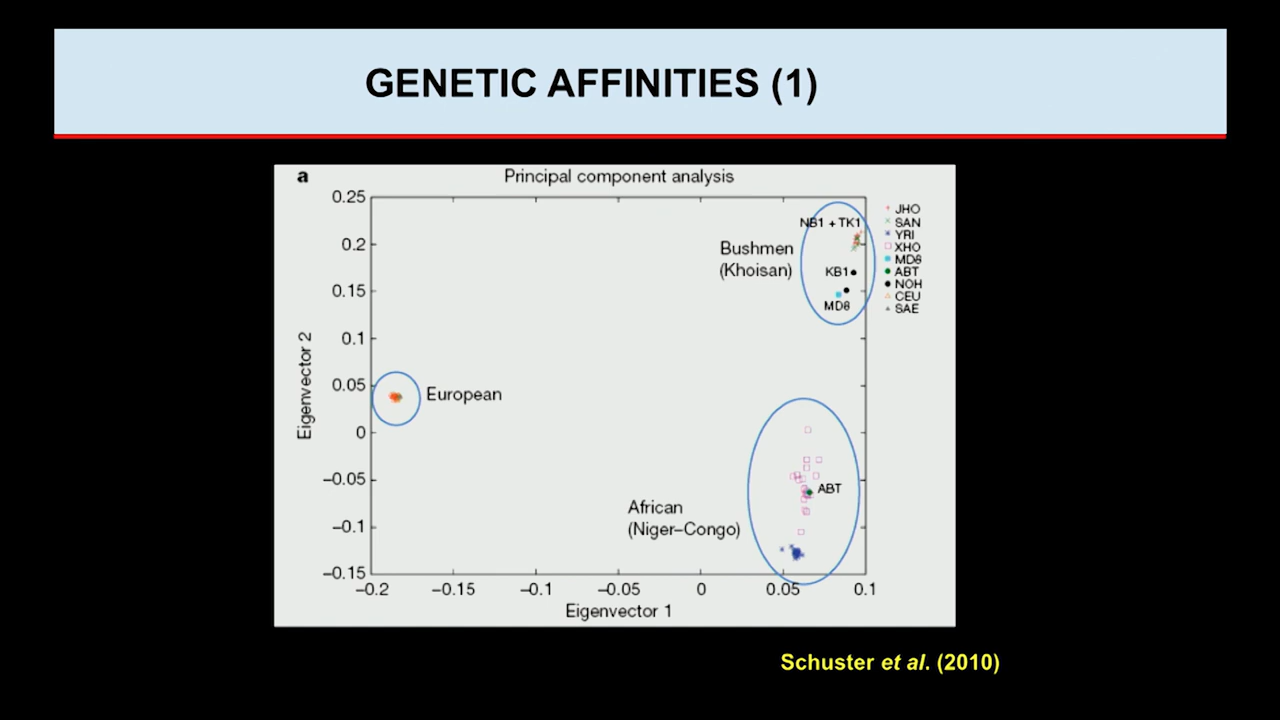 GENETIC AFFINITIES (1)
a
Principal component analysis
0.25
0.2
0.15
0.1
0.05
0
−0.05
−0.1
−0.15
Eigenvector 2
−0.2
−0.15
−0.1
−0.05
0
0.05
0.1
Eigenvector 1
NB1 + TK1
Bushmen
(Khoisan)
KB1
MD8
European
African
(Niger–Congo)
ABT
JHO
SAN
YRI
XHO
MD8
ABT
NOH
CEU
SAE
Schuster et al. (2010)